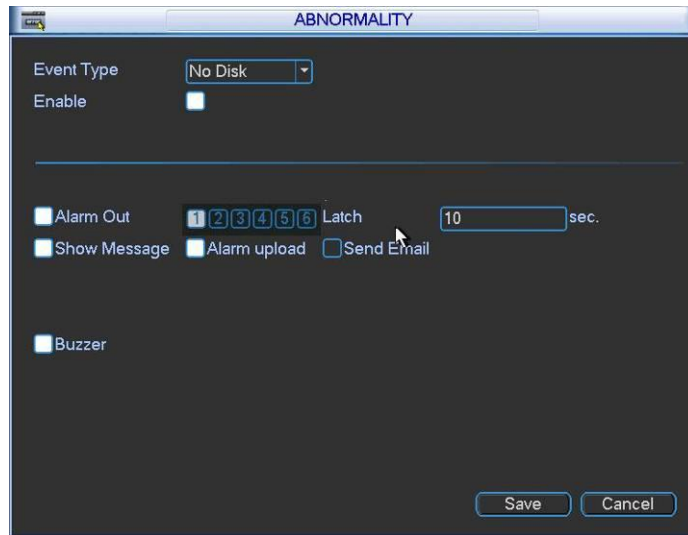 ABNORMALITY
Event Type No Disk
Enable
Alarm Out 1 2 3 4 5 6 Latch 10 sec.
Show Message Alarm upload Send Email
Buzzer
Save Cancel